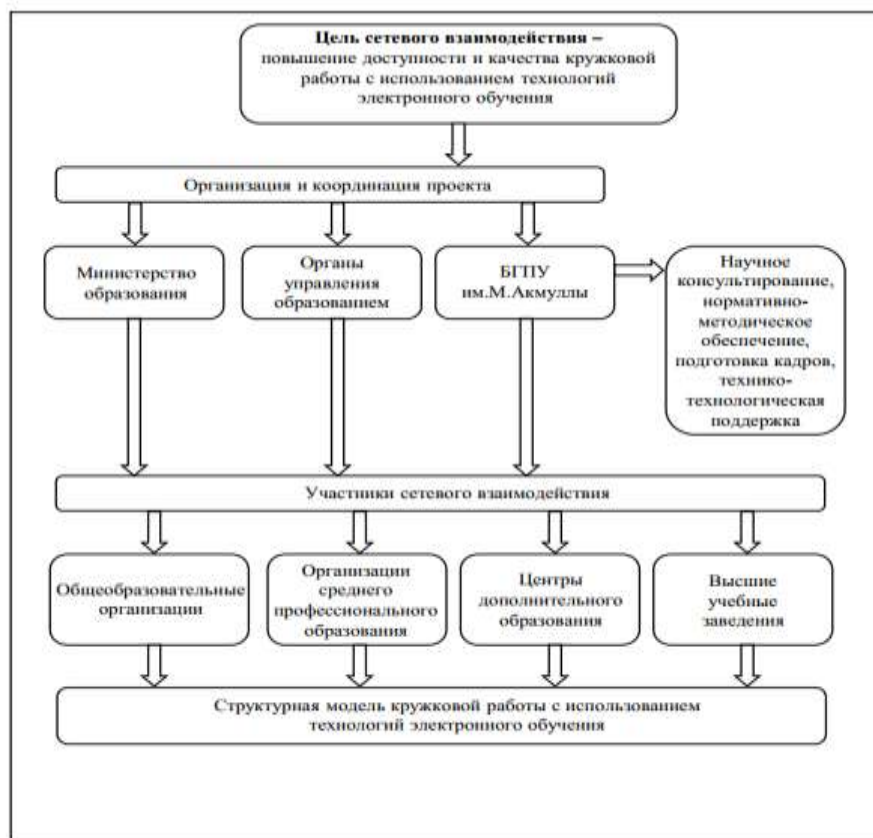 Цель сетевого взаимодействия –
повышение доступности и качества кружковой
работы с использованием технологий
электронного обучения
Организация и координация проекта
Министерство
образования
Органы
управления
образованием
БГПУ
им.М.Акмуллы
Научное
консультирование,
нормативно-
методическое
обеспечение,
подготовка кадров,
технико-
технологическая
поддержка
Участники сетевого взаимодействия
Общеобразовательные
организации
Организации
среднего
профессионального
образования
Центры
дополнительного
образования
Высшие
учебные
заведения
Структурная модель кружковой работы с использованием
технологий электронного обучения